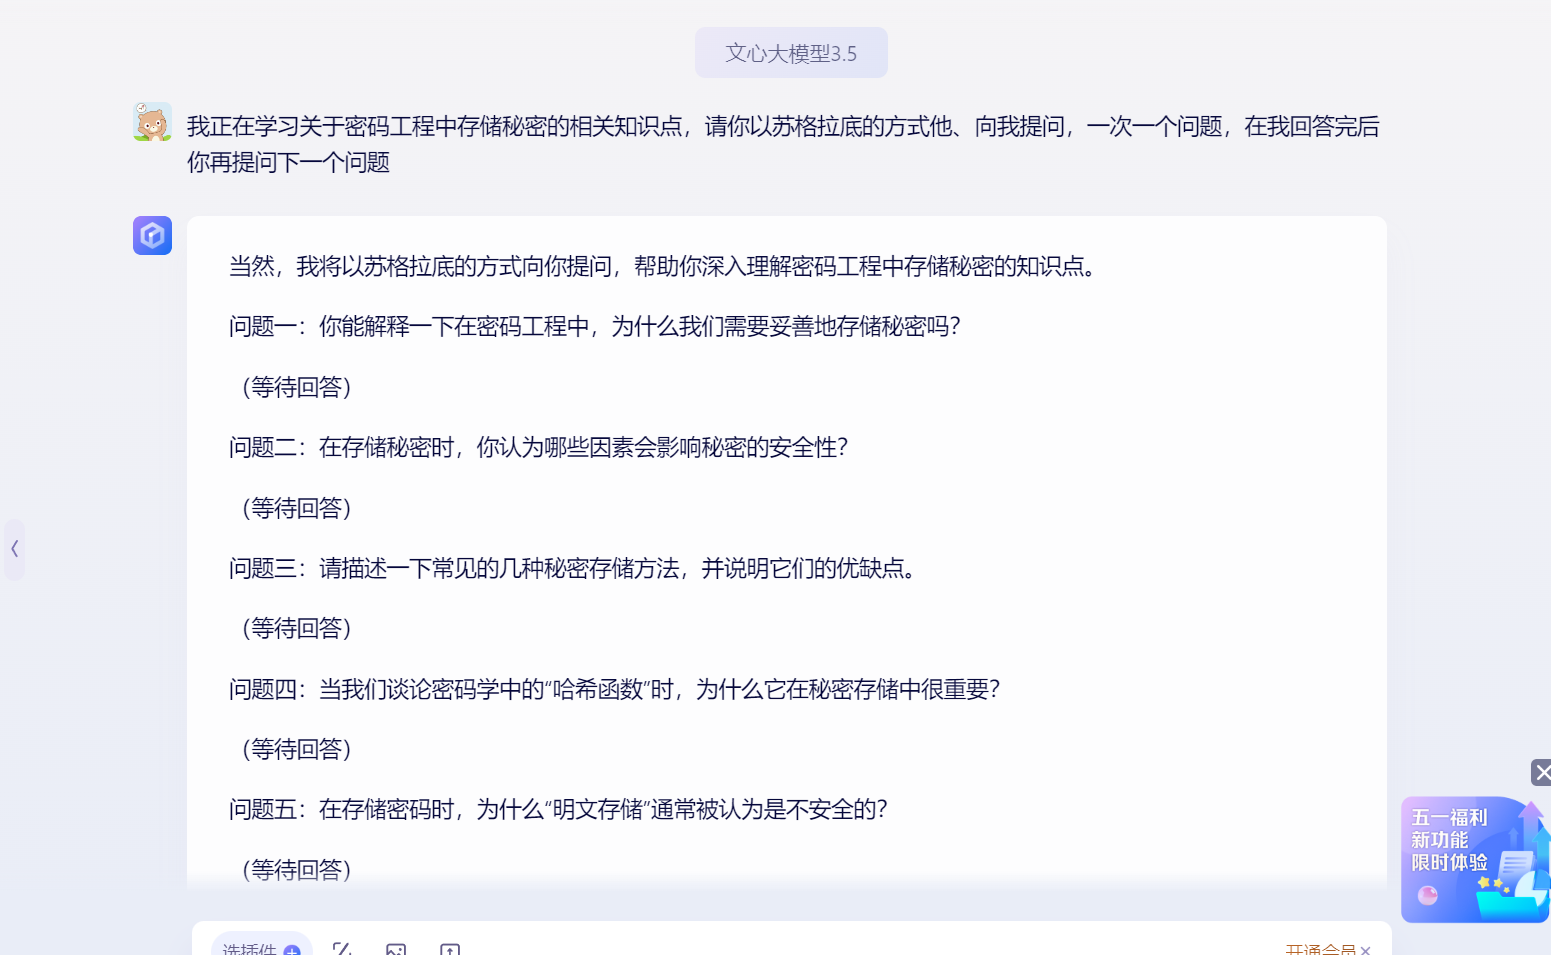 文心大模型3.5
我正在学习关于密码工程中存储秘密的相关知识点，请你以苏格拉底的方式他、向我提问，一次一个问题，在我回答完后
你再提问下一个问题
当然，我将以苏格拉底的方式向你提问，帮助你深入理解密码工程中存储秘密的知识点。
问题一：你能解释一下在密码工程中，为什么我们需要妥善地存储秘密吗？
（等待回答）
问题二：在存储秘密时，你认为哪些因素会影响秘密的安全性？
（等待回答）
问题三：请描述一下常见的几种秘密存储方法，并说明它们的优缺点。
（等待回答）
问题四：当我们谈论密码学中的“哈希函数”时，为什么它在秘密存储中很重要？
（等待回答）
问题五：在存储密码时，为什么“明文存储”通常被认为是不安全的？
（等待回答）
五一福利
新功能
限时体验
选插件
开通会员